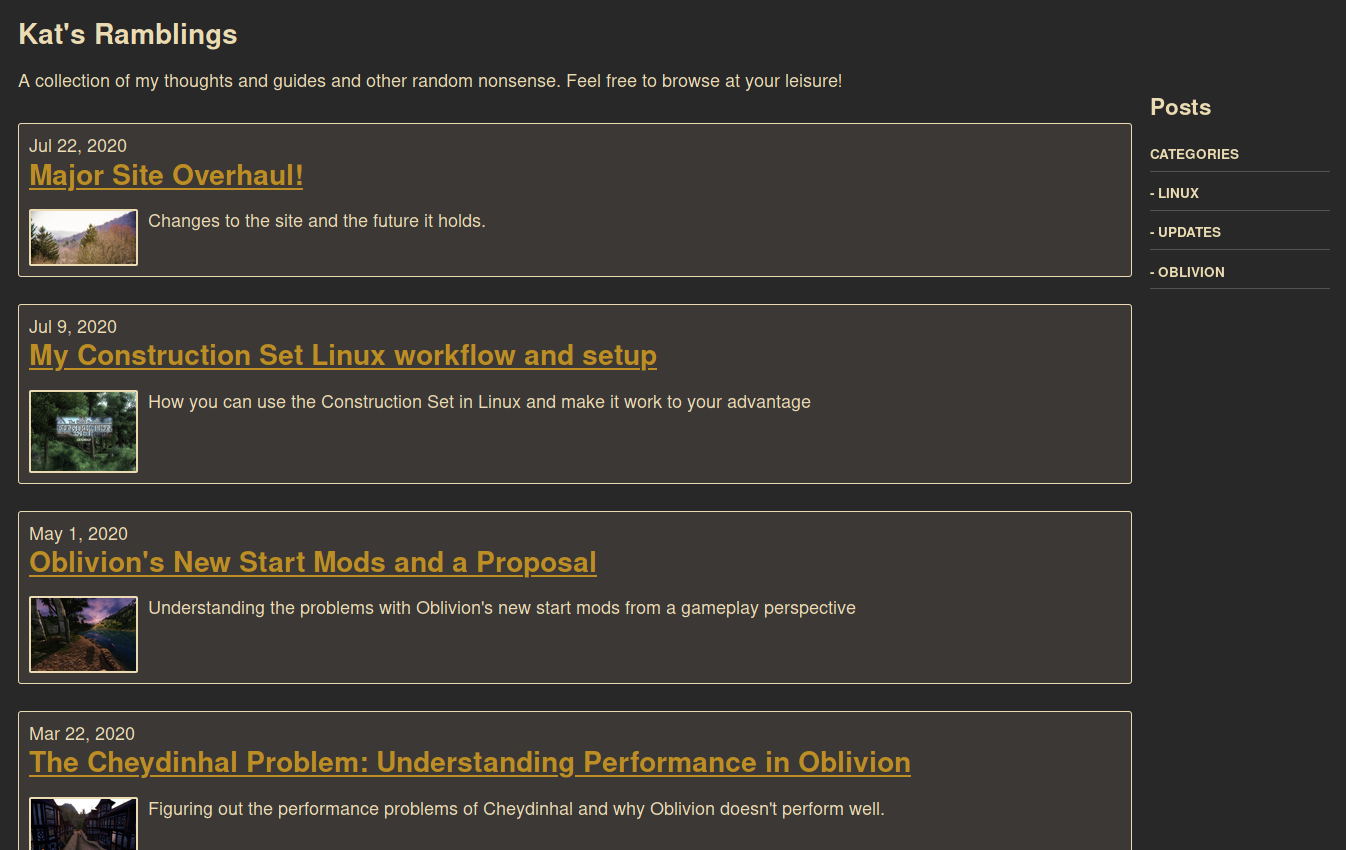 Kat's Ramblings
A collection of my thoughts and guides and other random nonsense. Feel free to browse at your leisure!
Jul 22, 2020
Major Site Overhaul!
Changes to the site and the future it holds.
Jul 9, 2020
My Construction Set Linux workflow and setup
How you can use the Construction Set in Linux and make it work to your advantage
May 1, 2020
Oblivion's New Start Mods and a Proposal
Understanding the problems with Oblivion's new start mods from a gameplay perspective
Mar 22, 2020
The Cheydinhal Problem: Understanding Performance in Oblivion
Figuring out the performance problems of Cheydinhal and why Oblivion doesn't perform well.
Posts
CATEGORIES
- LINUX
- UPDATES
- OBLIVION